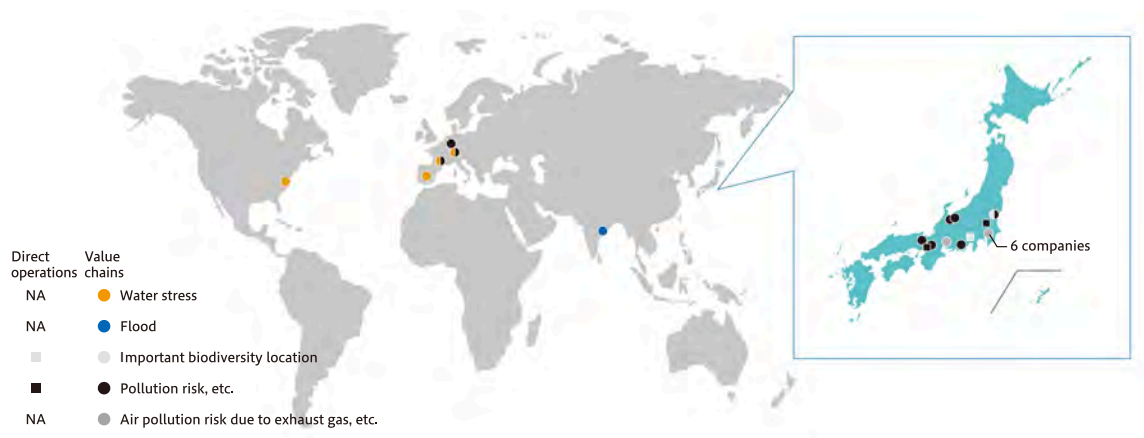 6 companies
Direct operations
Value chains
NA
Water stress
NA
Flood
Important biodiversity location
Pollution risk, etc.
NA
Air pollution risk due to exhaust gas, etc.